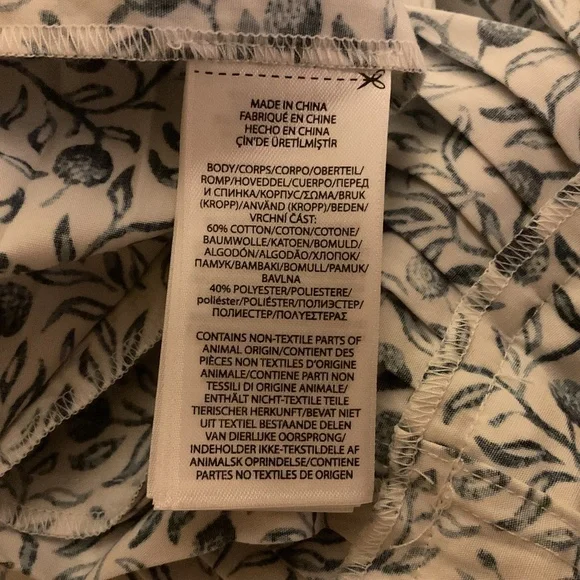 MADE IN CHINA
FABRIQUÉ EN CHINE
HECHO EN CHINA
ÇİN'DE ÜRETİLMİŞTİR
BODY/CORPS/CORPO/OBERTEIL/
ROMP/HOVEDDEL/CUERPO/ПЕРЕД
И СПИНКА/КОРПУС/ΣΩΜΑ/BRUK
(KROPP)/ANVÄND (KROPP)/BEDEN/
VRCHNÍ ČÁST:
60% COTTON/COTON/COTONE/
BAUMWOLLE/KATOEN/BOMULD/
ALGODÓN/ALGODÃO/ХЛОПОК/
ПАМУК/ΒΑΜΒΑΚΙ/BOMULL/PAMUK/
BAVLNA
40% POLYESTER/POLIESTERE/
poliéster/POLIÉSTER/ПОЛИЭСТЕР/
ПОЛИЕСТЕР/ΠΟΛΥΕΣΤΕΡΑΣ
CONTAINS NON-TEXTILE PARTS OF
ANIMAL ORIGIN/CONTIENT DES
PIÈCES NON TEXTILES D'ORIGINE
ANIMALE/CONTIENE PARTI NON
TESSILI DI ORIGINE ANIMALE/
ENTHÄLT NICHT-TEXTILE TEILE
TIERISCHER HERKUNFT/BEVAT NIET
UIT TEXTIEL BESTAANDE DELEN
VAN DIERLIJKE OORSPRONG/
INDEHOLDER IKKE-TEKSTILDELE AF
ANIMALSK OPRINDELSE/CONTIENE
PARTES NO TEXTILES DE ORIGEN